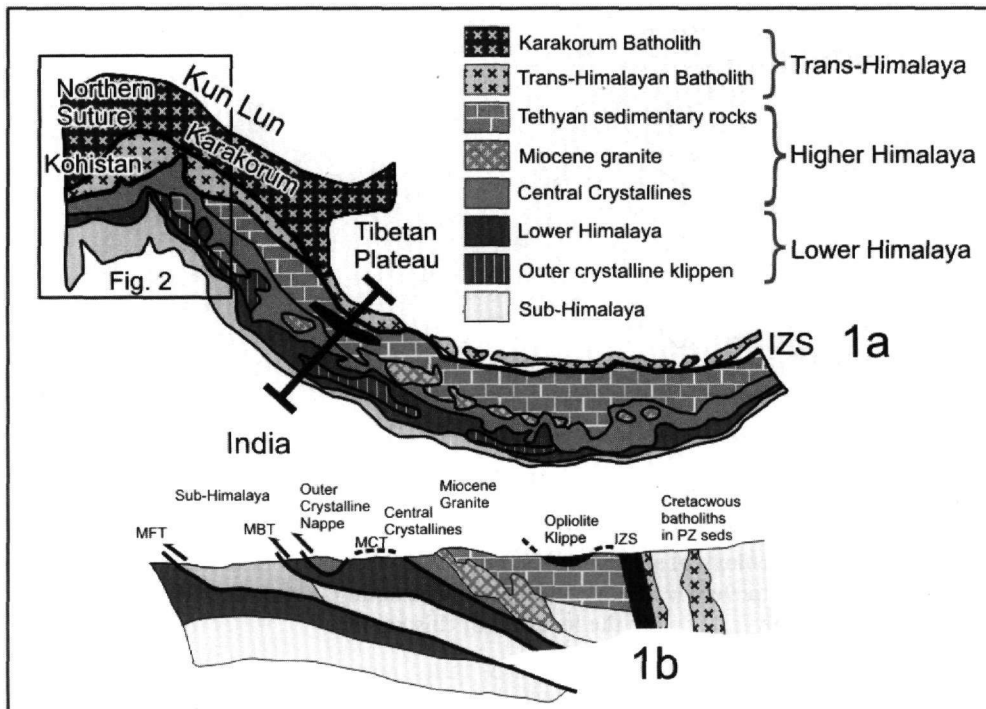 Northern
Suture
Kun Lun
Kohistan
Karakorum
Fig. 2
Tibetan
Plateau
India
IZS
1a
Karakorum Batholith
Trans-Himalayan Batholith
Trans-Himalaya
Tethyan sedimentary rocks
Miocene granite
Central Crystallines
Higher Himalaya
Lower Himalaya
Outer crystalline klippen
Lower Himalaya
Sub-Himalaya
MFT
Sub-Himalaya
MBT
Outer
Crystalline
Nappe
MCT
Central
Crystallines
Miocene
Granite
Opliolite
Klippe
IZS
Cretacwous
batholiths
in PZ seds
1b